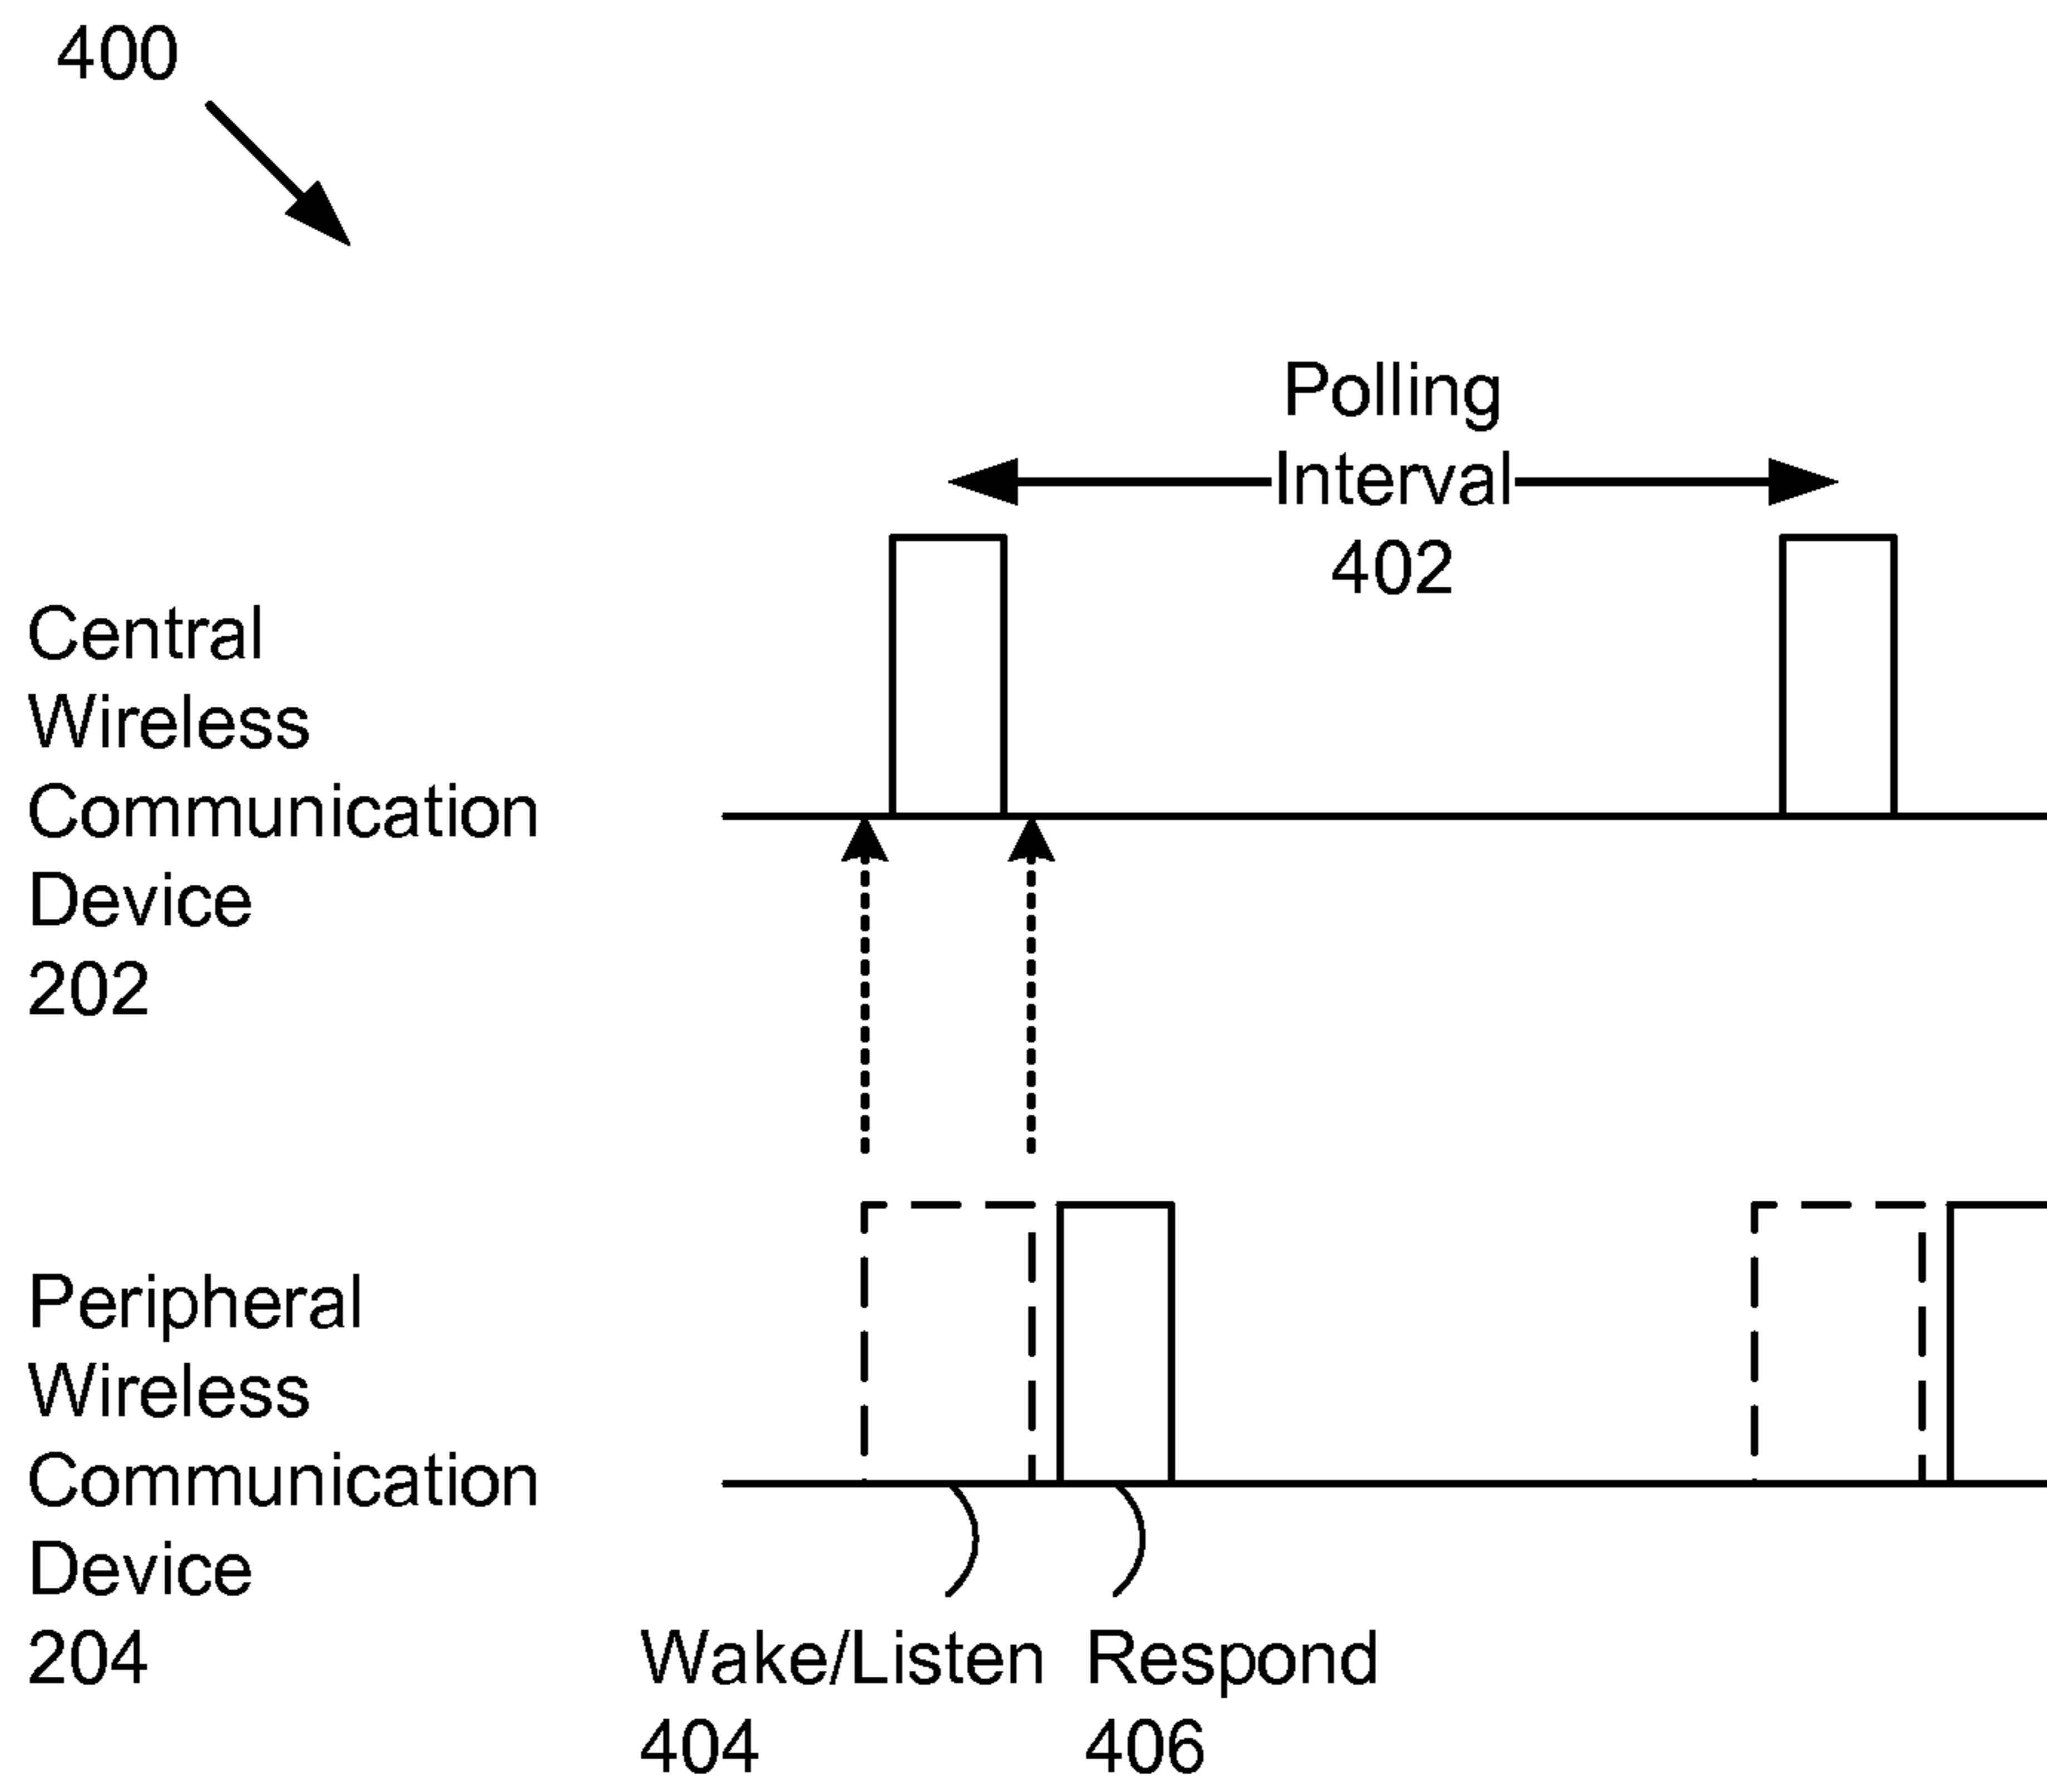 400
Polling
Interval
402
Central
Wireless
Communication
Device
202
Peripheral
Wireless
Communication
Device
204
Wake/Listen
404
Respond
406